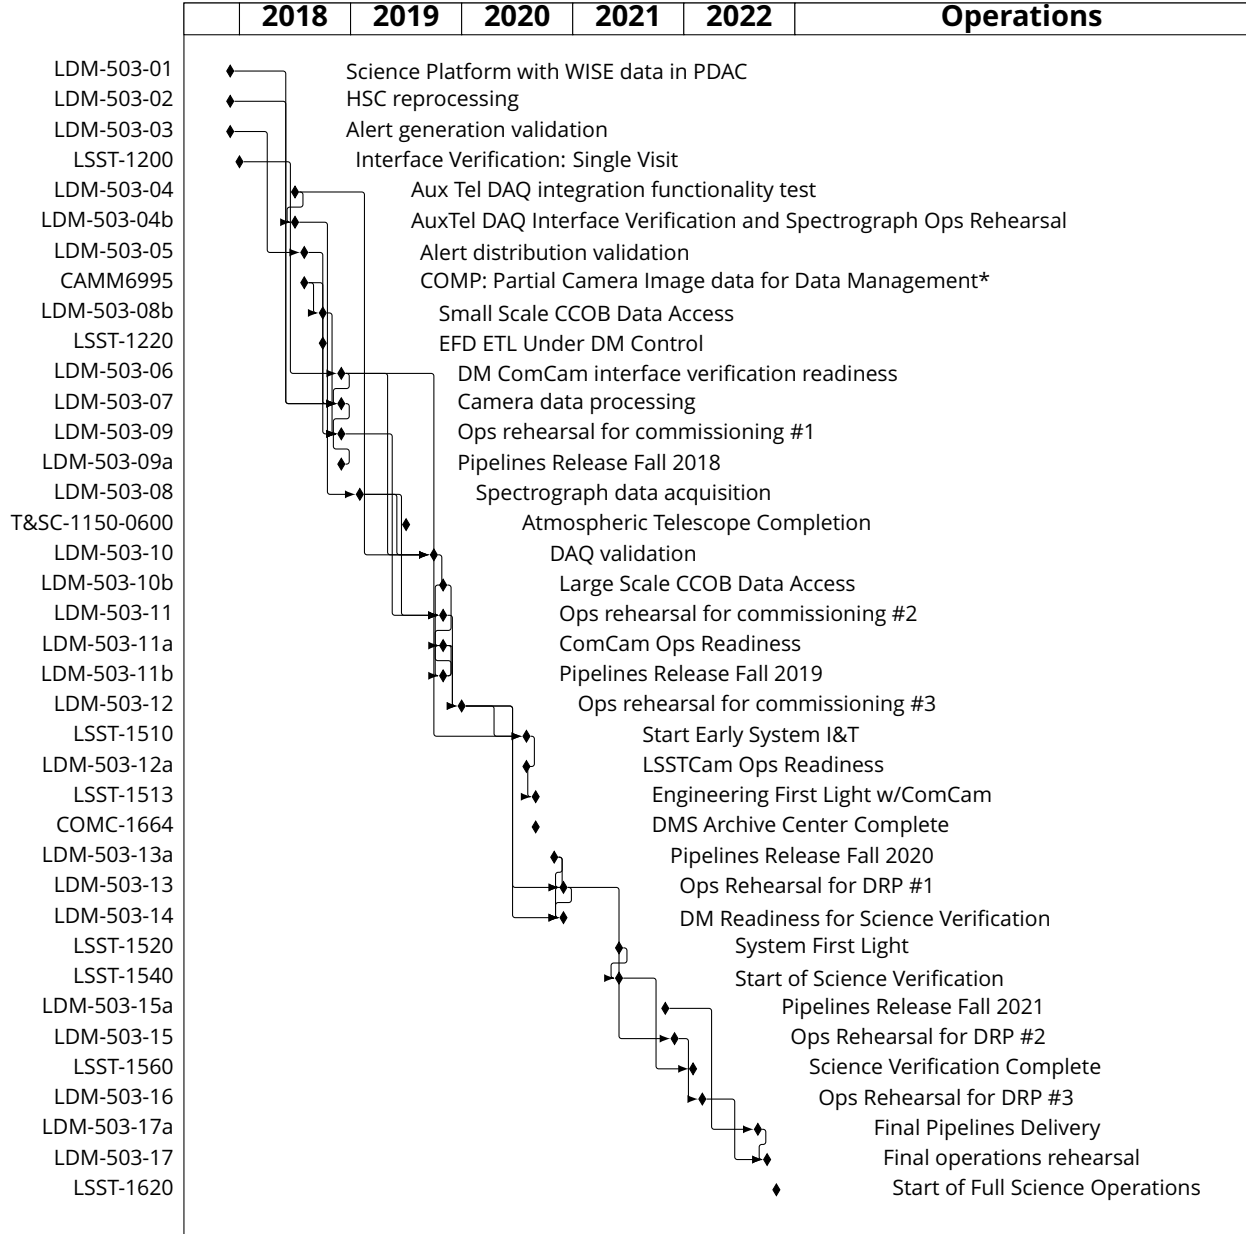 2018 2019 2020 2021 2022 Operations
LDM-503-01 Science Platform with WISE data in PDAC
LDM-503-02 HSC reprocessing
LDM-503-03 Alert generation validation
LSST-1200 Interface Verification: Single Visit
LDM-503-04 Aux Tel DAQ integration functionality test
LDM-503-04b AuxTel DAQ Interface Verification and Spectrograph Ops Rehearsal
LDM-503-05 Alert distribution validation
CAMM6995 COMP: Partial Camera Image data for Data Management*
LDM-503-08b Small Scale CCOB Data Access
LSST-1220 EFD ETL Under DM Control
LDM-503-06 DM ComCam interface verification readiness
LDM-503-07 Camera data processing
LDM-503-09 Ops rehearsal for commissioning #1
LDM-503-09a Pipelines Release Fall 2018
LDM-503-08 Spectrograph data acquisition
T&SC-1150-0600 Atmospheric Telescope Completion
LDM-503-10 DAQ validation
LDM-503-10b Large Scale CCOB Data Access
LDM-503-11 Ops rehearsal for commissioning #2
LDM-503-11a ComCam Ops Readiness
LDM-503-11b Pipelines Release Fall 2019
LDM-503-12 Ops rehearsal for commissioning #3
LSST-1510 Start Early System I&T
LDM-503-12a LSSTCam Ops Readiness
LSST-1513 Engineering First Light w/ComCam
COMC-1664 DMS Archive Center Complete
LDM-503-13a Pipelines Release Fall 2020
LDM-503-13 Ops Rehearsal for DRP #1
LDM-503-14 DM Readiness for Science Verification
LSST-1520 System First Light
LSST-1540 Start of Science Verification
LDM-503-15a Pipelines Release Fall 2021
LDM-503-15 Ops Rehearsal for DRP #2
LSST-1560 Science Verification Complete
LDM-503-16 Ops Rehearsal for DRP #3
LDM-503-17a Final Pipelines Delivery
LDM-503-17 Final operations rehearsal
LSST-1620 Start of Full Science Operations